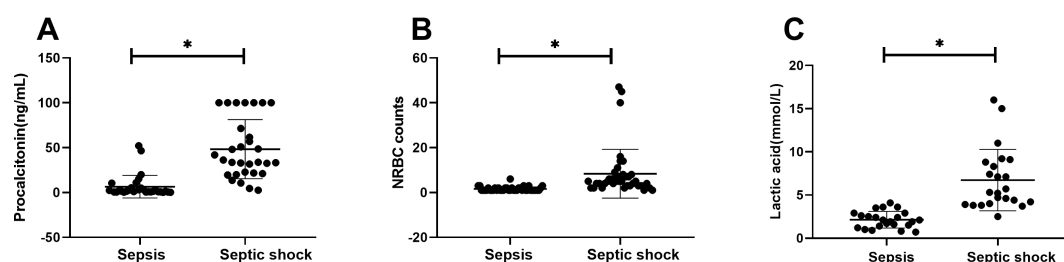 A
*
Procalcitonin(ng/mL)
150
100
50
0
-50
Sepsis
Septic shock
B
*
NRBC counts
60
40
20
0
-20
Sepsis
Septic shock
C
*
Lactic acid(mmol/L)
20
15
10
5
0
Sepsis
Septic shock